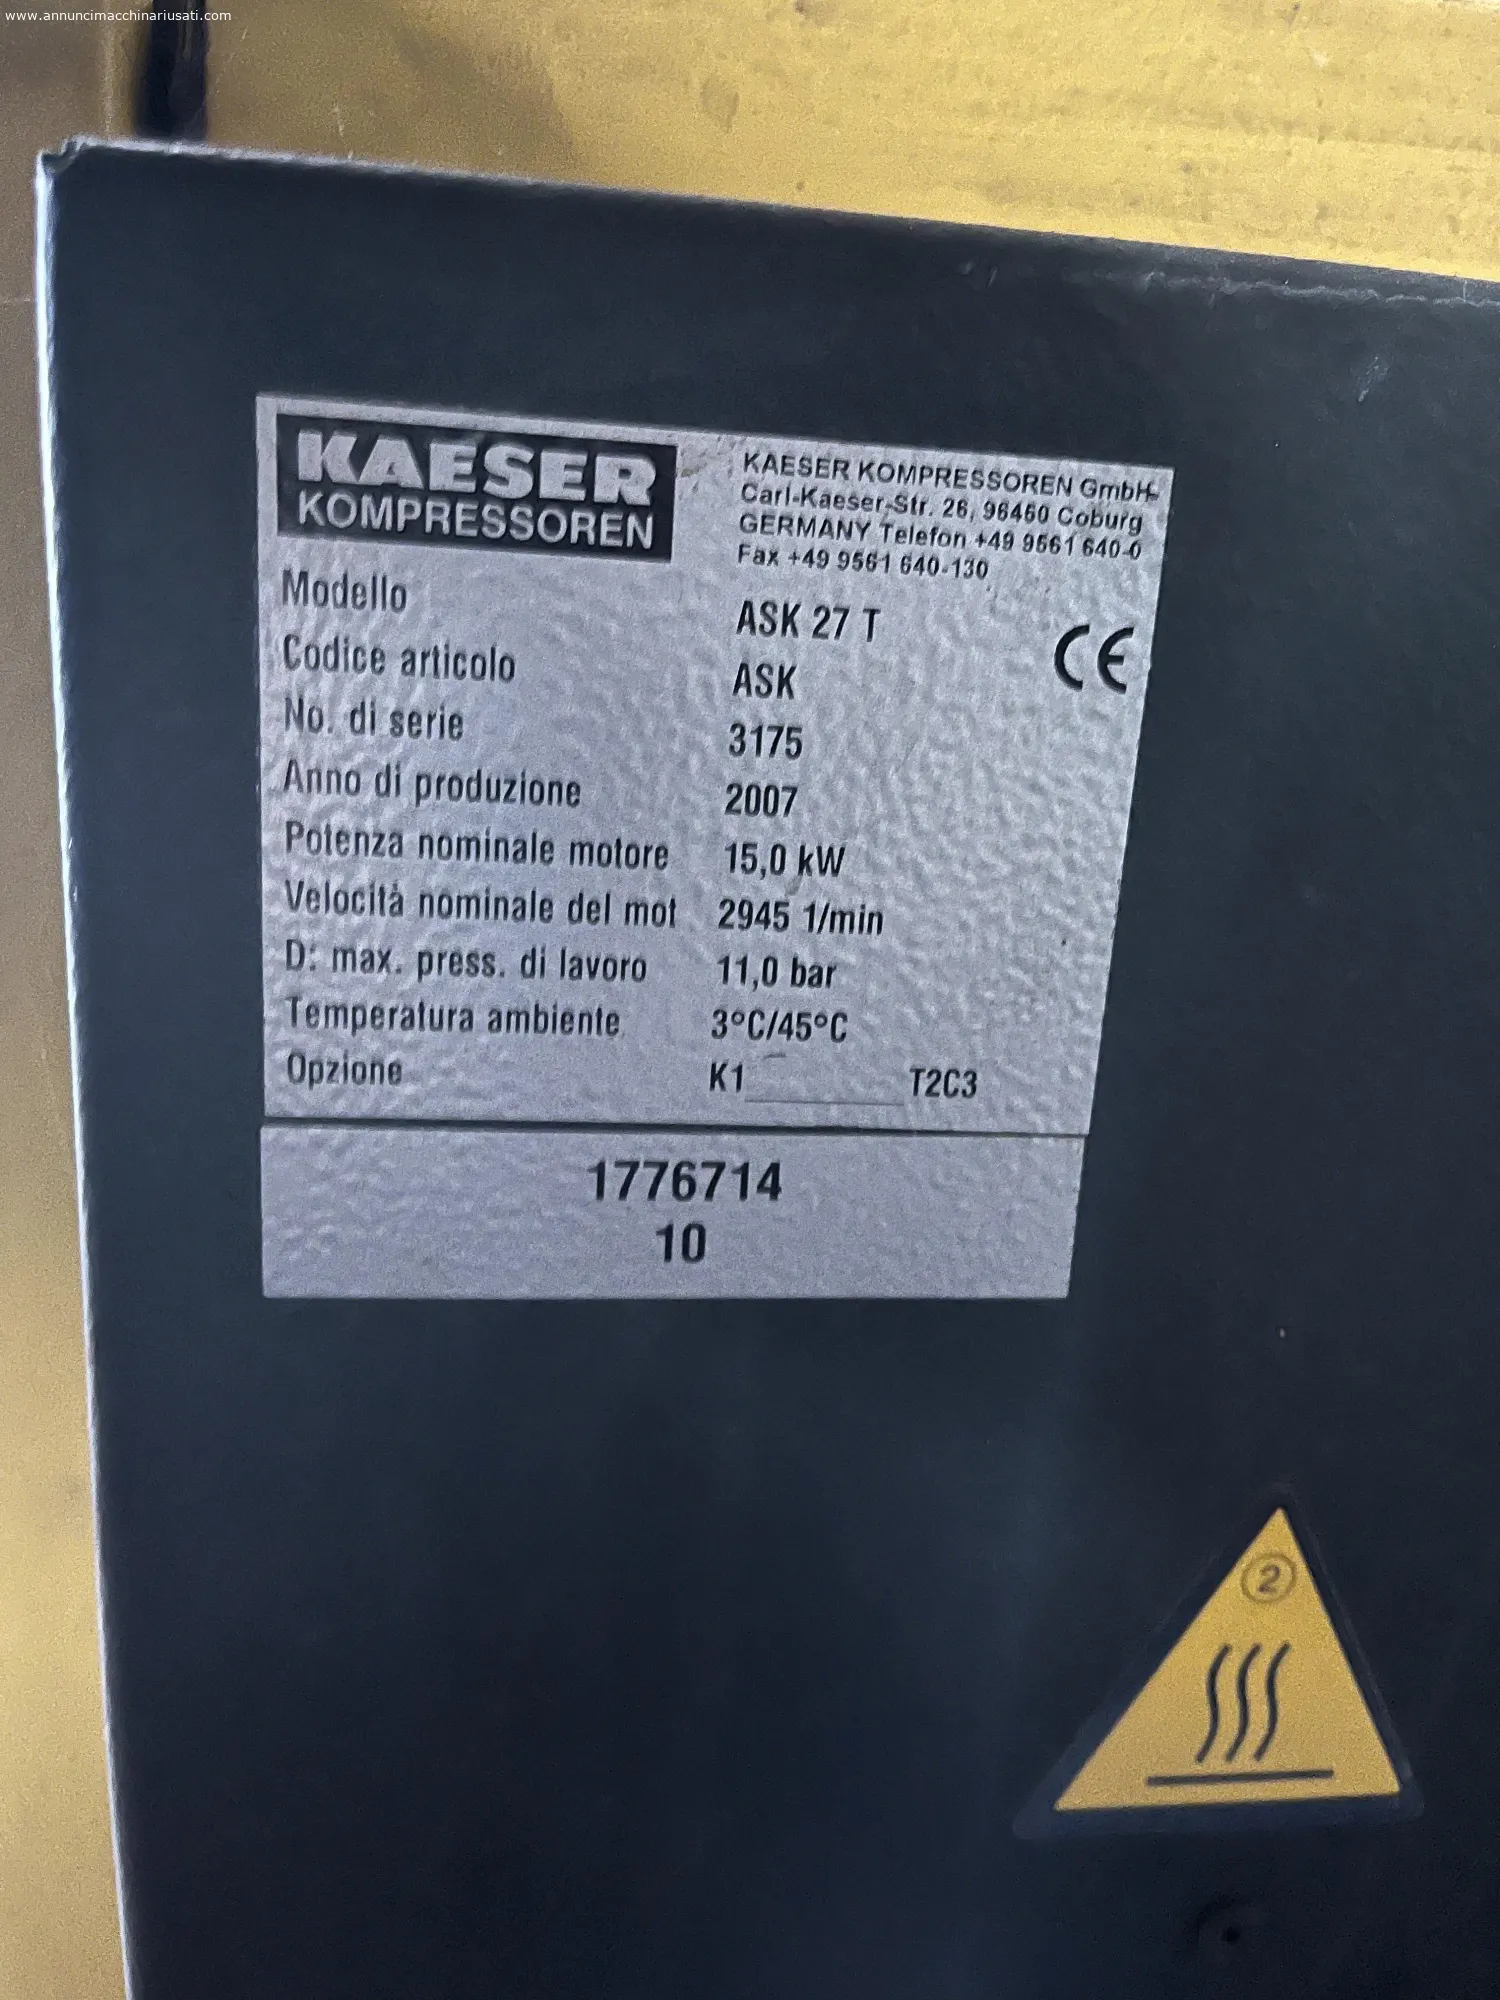 www.annuncimacchinariusati.com
KAESER
KOMPRESSOREN
KAESER KOMPRESSOREN GmbH
Carl-Kaeser-Str. 26, 96450 Coburg
GERMANY Telefon +49 9561 640-0
Fax +49 9561 640-130
CE
Modello ASK 27 T
Codice articolo ASK
No. di serie 3175
Anno di produzione 2007
Potenza nominale motore 15,0 kW
Velocità nominale del mot 2945 1/min
D: max. press. di lavoro 11,0 bar
Temperatura ambiente 3°C/45°C
Opzione K1__________T2C3
1776714
10
2